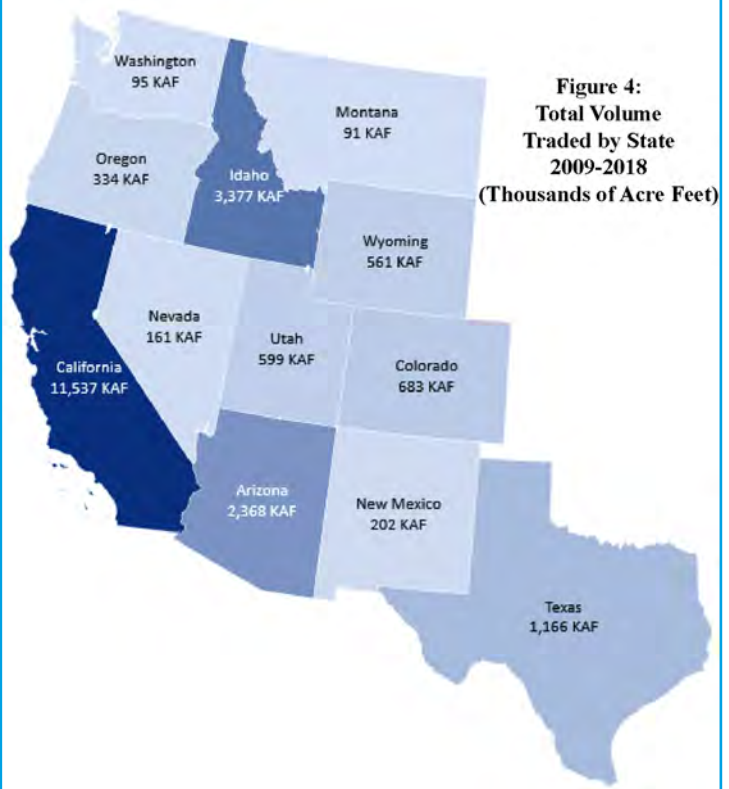 Figure 4:
Total Volume
Traded by State
2009-2018
(Thousands of Acre Feet)
Washington
95 KAF
Montana
91 KAF
Oregon
334 KAF
Idaho
3,377 KAF
Wyoming
561 KAF
Nevada
161 KAF
Utah
599 KAF
Colorado
683 KAF
California
11,537 KAF
Arizona
2,368 KAF
New Mexico
202 KAF
Texas
1,166 KAF